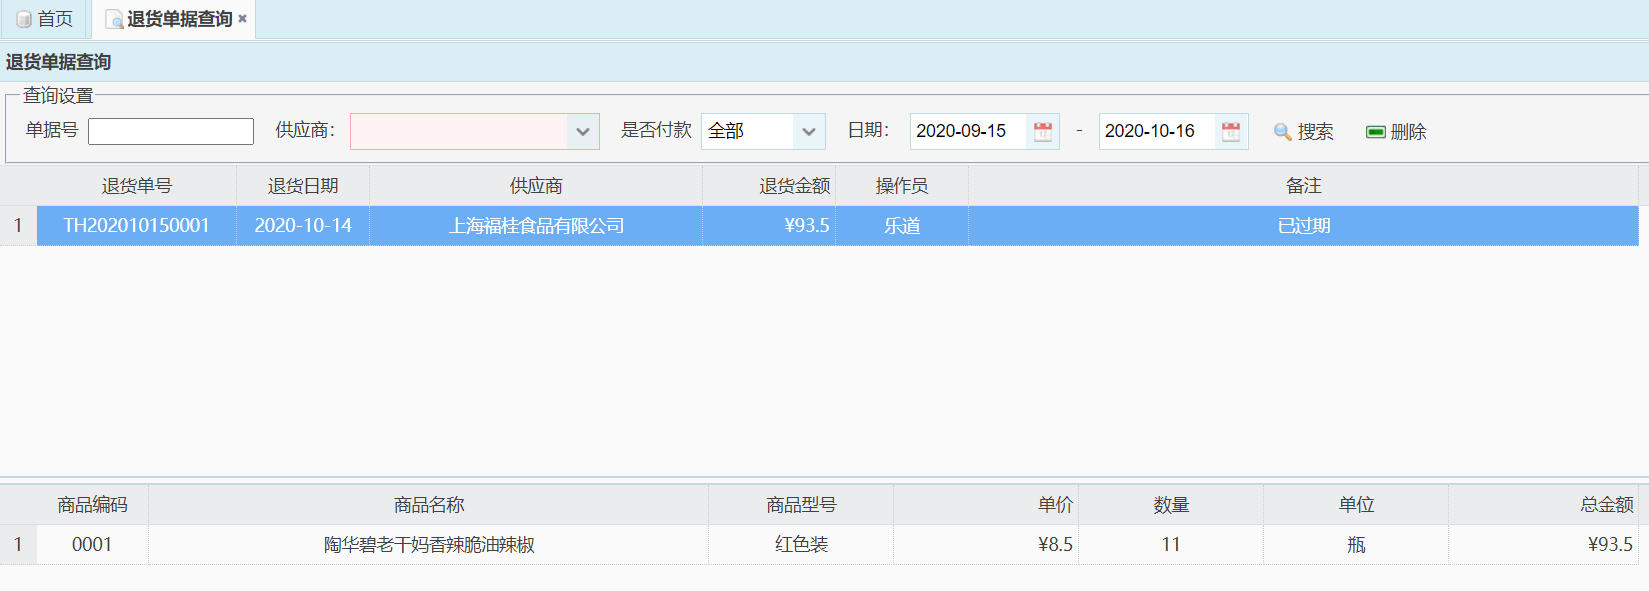 首页 退货单据查询
退货单据查询
查询设置
单据号 供应商： 是否付款 全部 日期： 2020-09-15 - 2020-10-16 搜索 删除
退货单号 退货日期 供应商 退货金额 操作员 备注
1 TH202010150001 2020-10-14 上海福桂食品有限公司 ¥93.5 乐道 已过期
商品编码 商品名称 商品型号 单价 数量 单位 总金额
1 0001 陶华碧老干妈香辣脆油辣椒 红色装 ¥8.5 11 瓶 ¥93.5